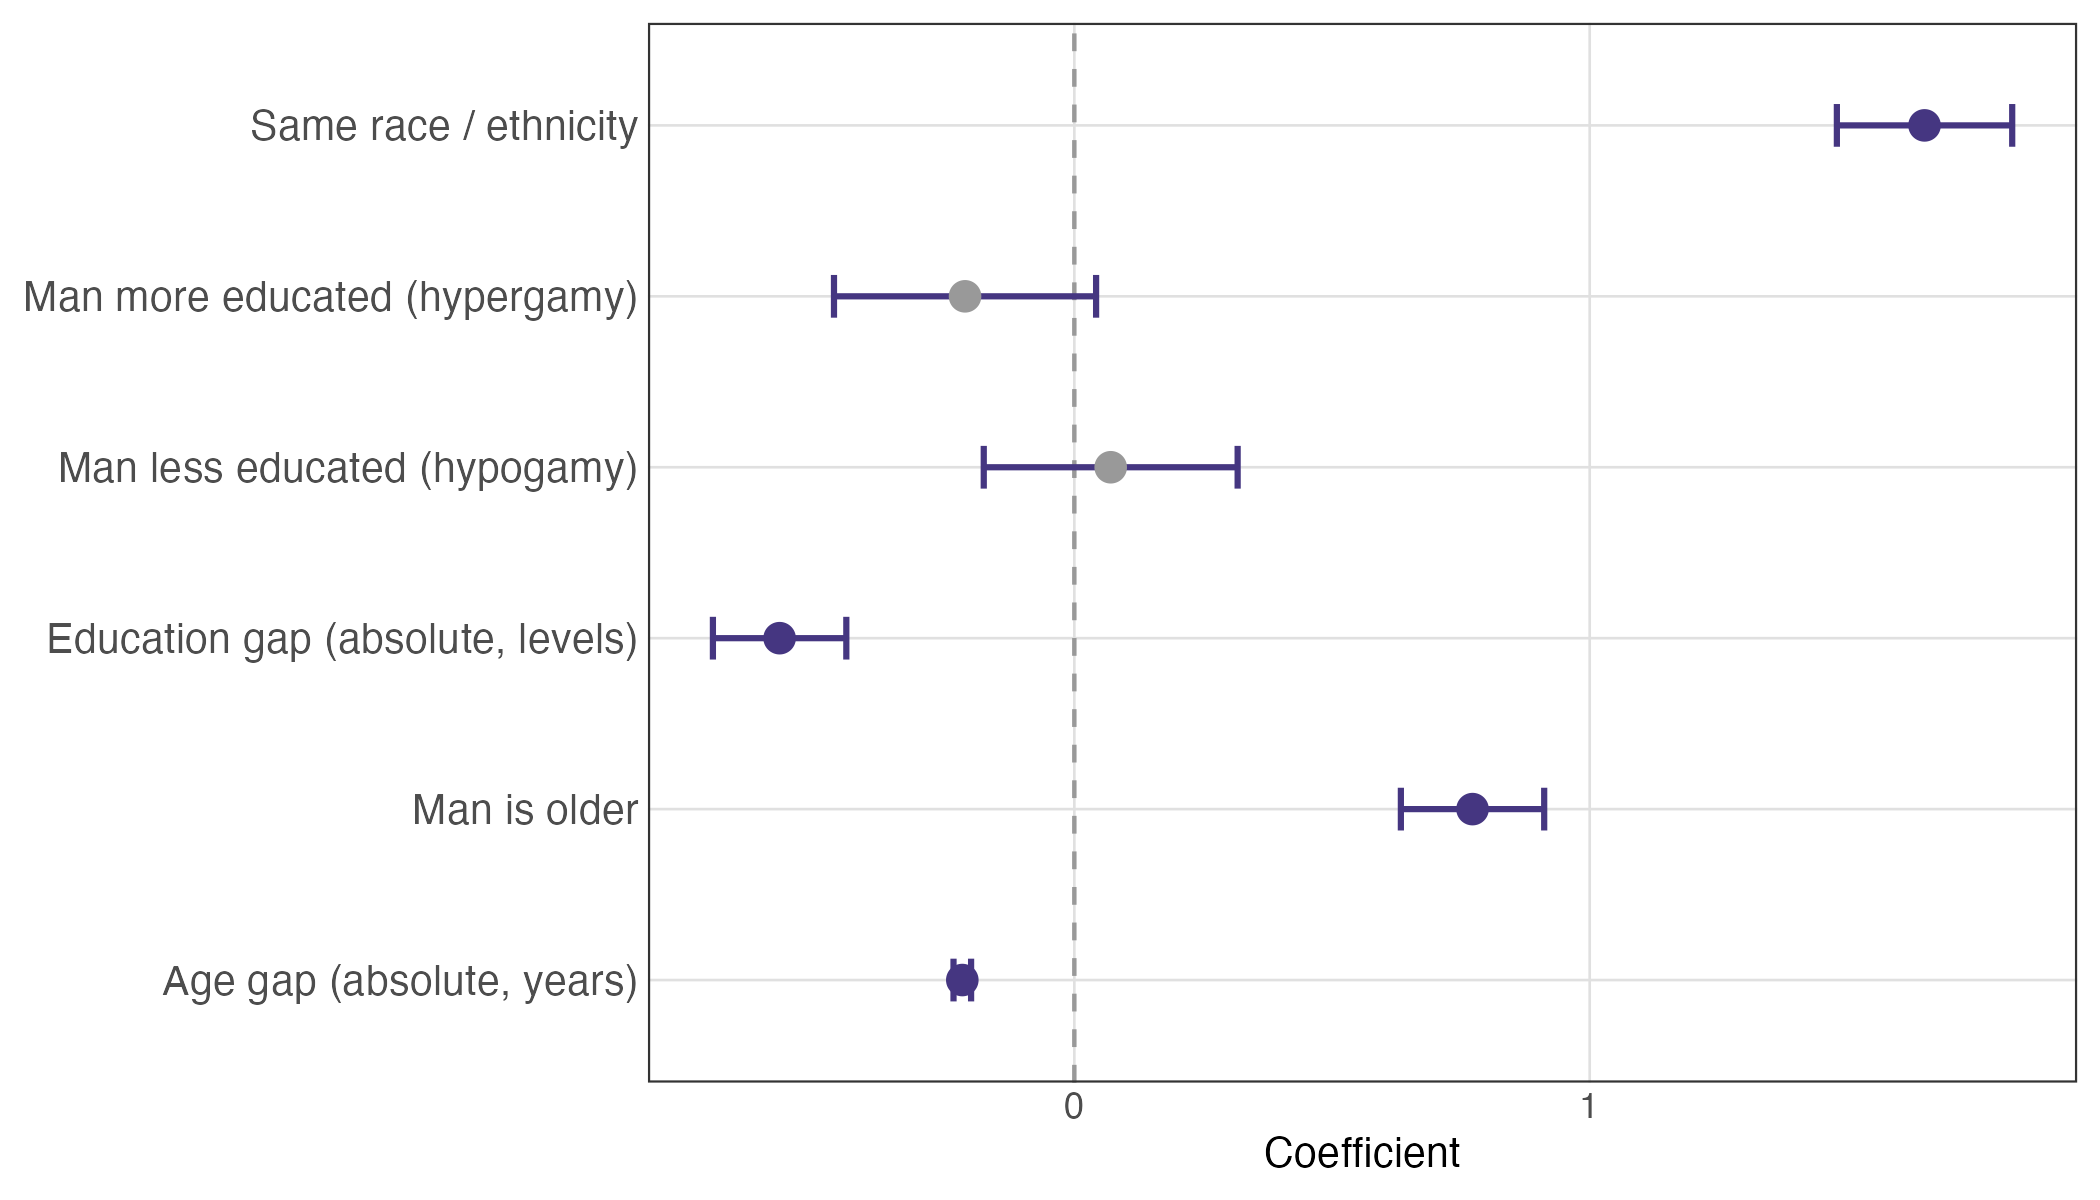 Same race / ethnicity
Man more educated (hypergamy)
Man less educated (hypogamy)
Education gap (absolute, levels)
Man is older
Age gap (absolute, years)
0 1
Coefficient